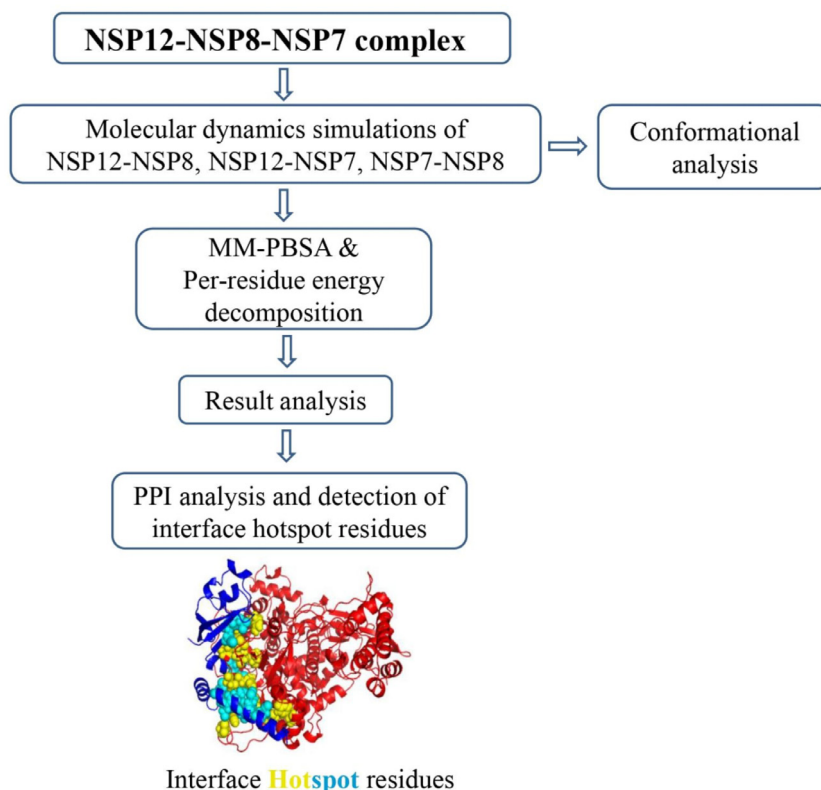 NSP12-NSP8-NSP7 complex
Molecular dynamics simulations of
NSP12-NSP8, NSP12-NSP7, NSP7-NSP8
Conformational
analysis
MM-PBSA &
Per-residue energy
decomposition
Result analysis
PPI analysis and detection of
interface hotspot residues
Interface Hotspot residues